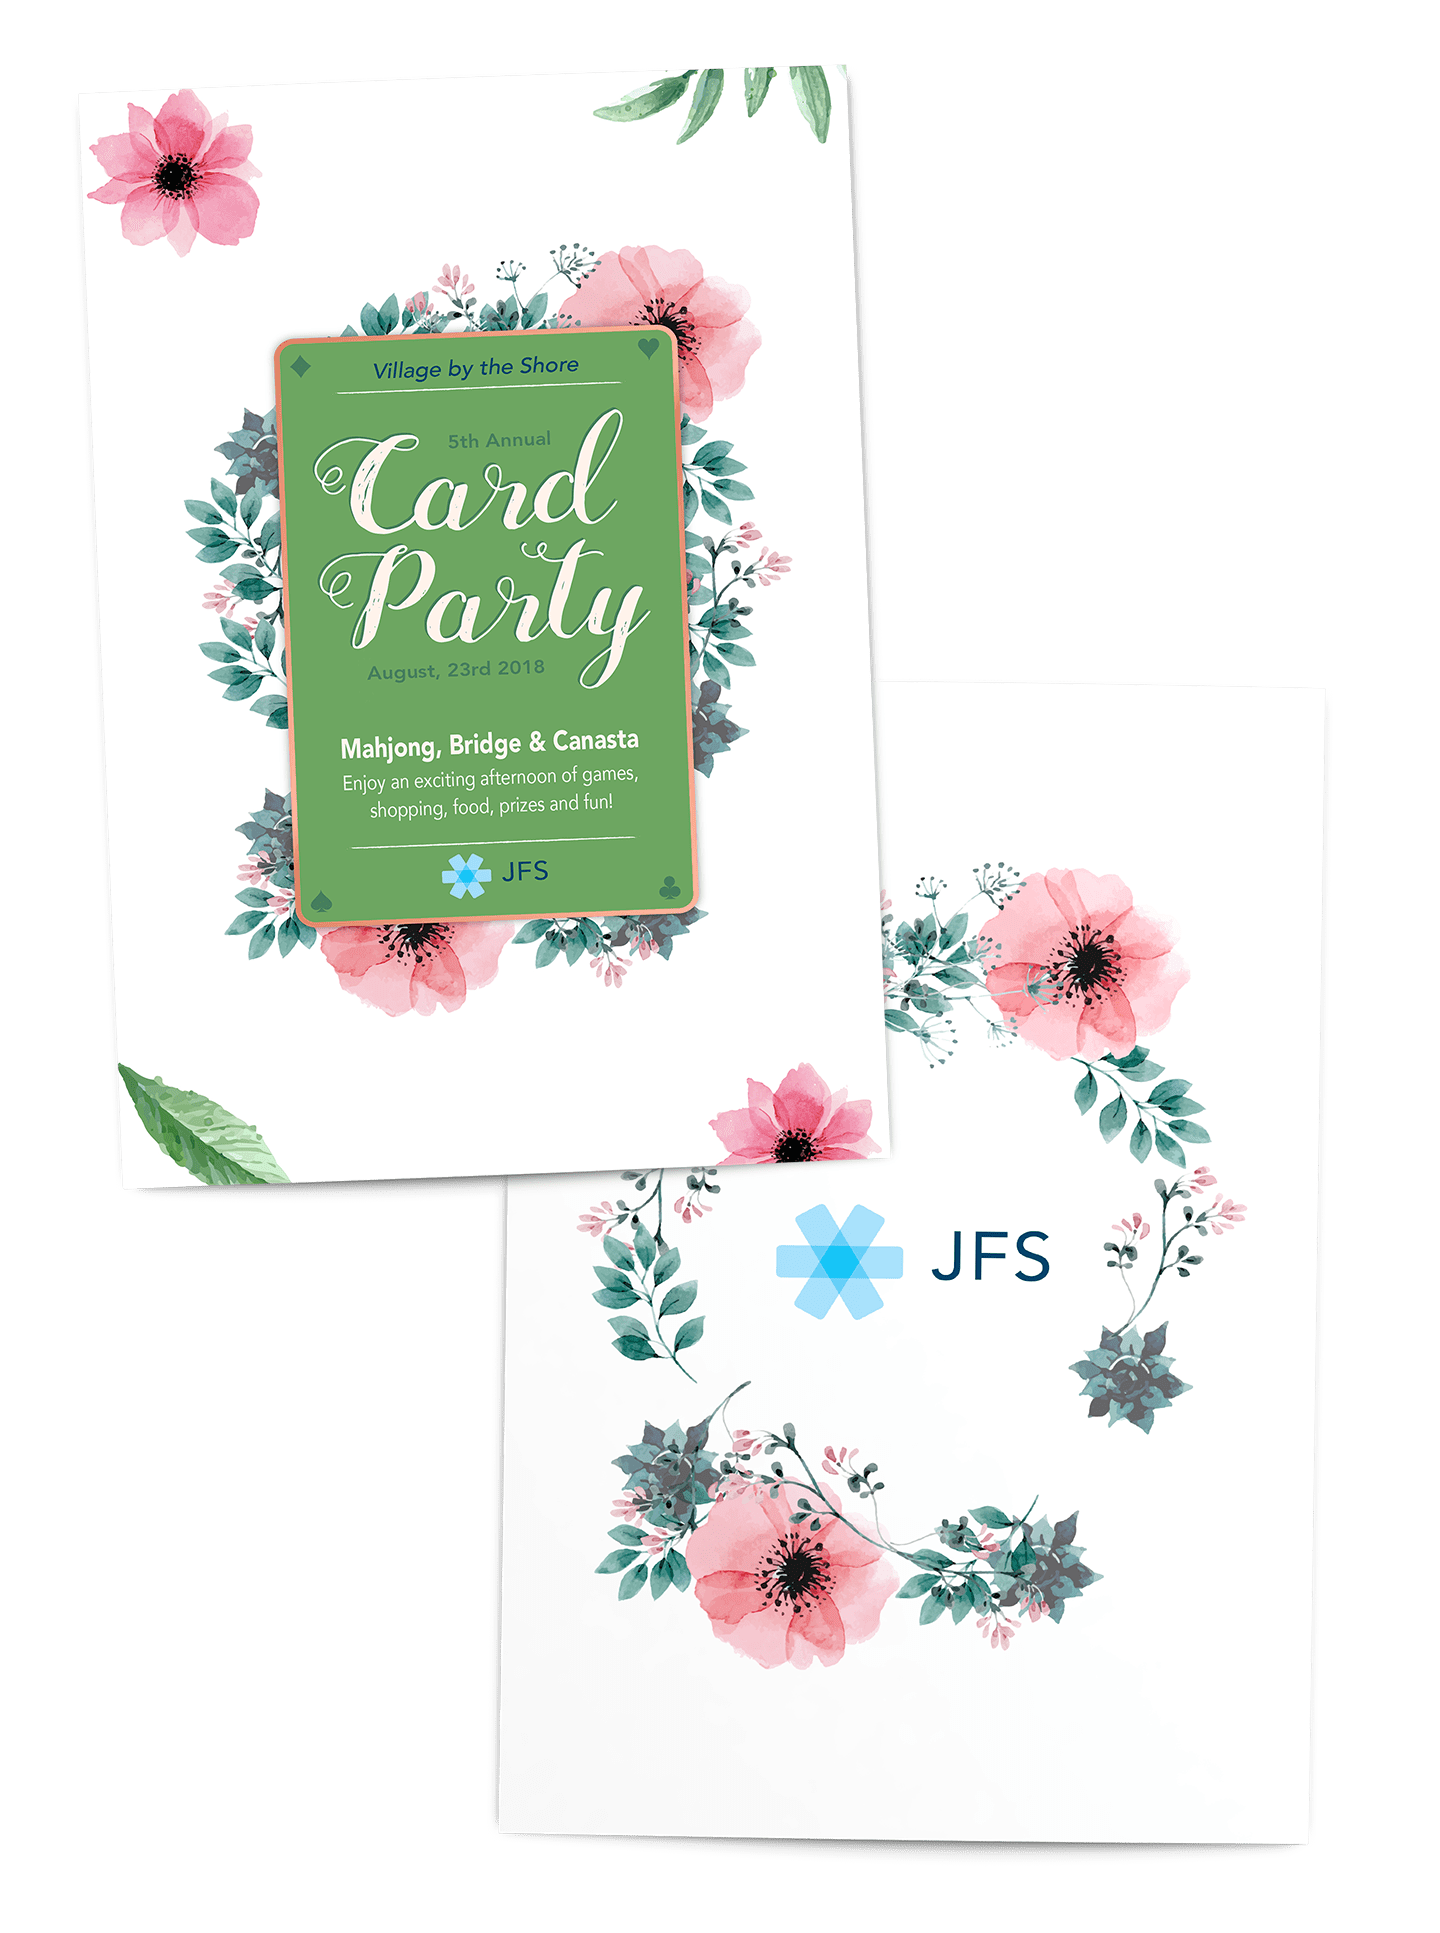 Village by the Shore
5th Annual
Card
Party
August, 23rd 2018
Mahjong, Bridge & Canasta
Enjoy an exciting afternoon of games,
shopping, food, prizes and fun!
JFS
JFS